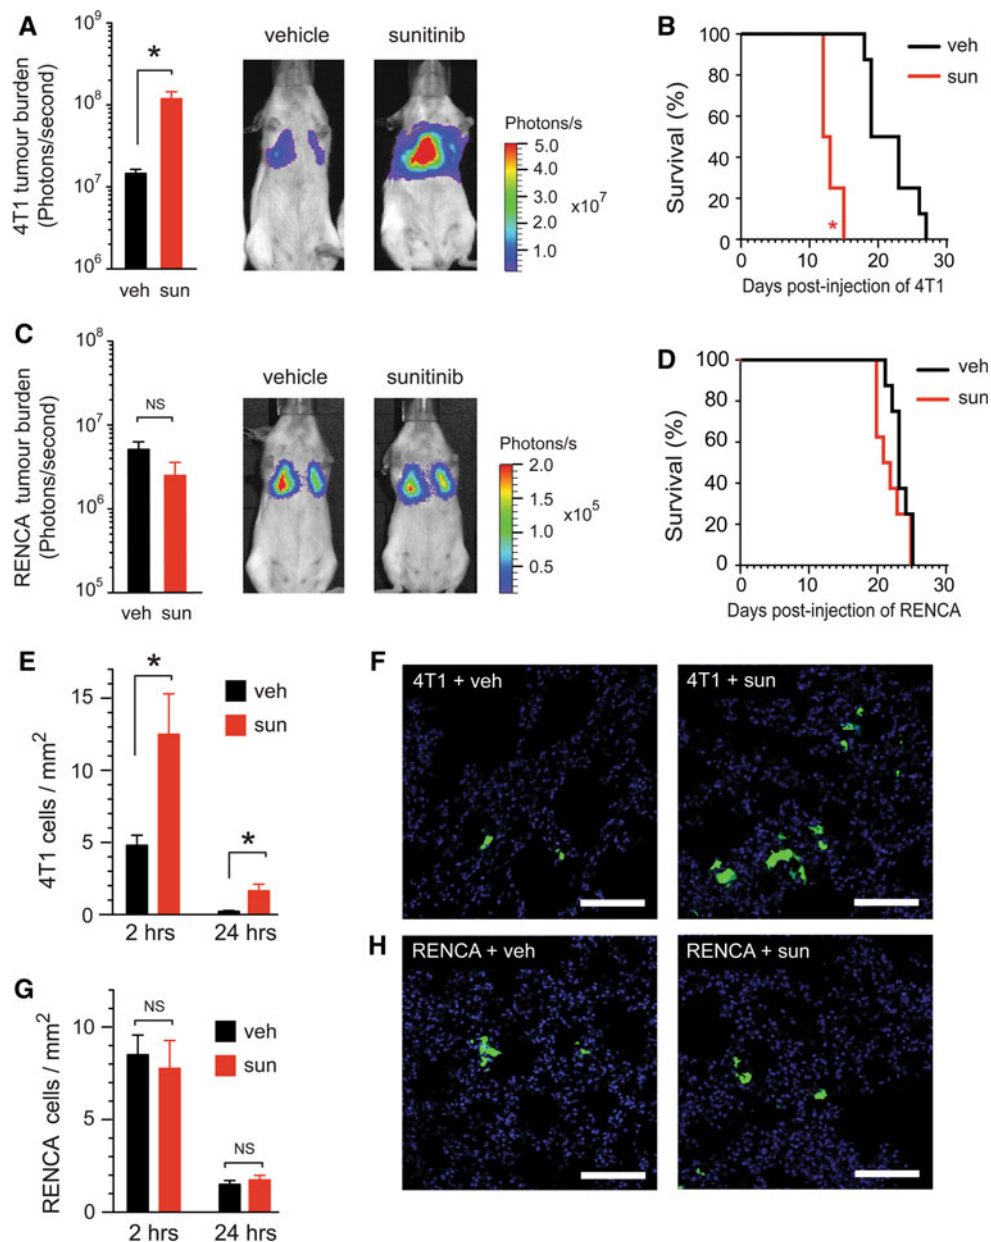 A
4T1 tumour burden
(Photons/second)
10⁹
10⁸
10⁷
10⁶
*
veh sun
vehicle
sunitinib
Photons/s
5.0
4.0
3.0
2.0
1.0
x10⁷
B
Survival (%)
100
80
60
40
20
0
veh
sun
*
0 10 20 30
Days post-injection of 4T1
C
RENCA tumour burden
(Photons/second)
10⁸
10⁷
10⁶
10⁵
NS
veh sun
vehicle
sunitinib
Photons/s
2.0
1.5
1.0
0.5
x10⁵
D
Survival (%)
100
80
60
40
20
0
veh
sun
0 10 20 30
Days post-injection of RENCA
E
4T1 cells / mm²
15
10
5
0
*
*
veh
sun
2 hrs 24 hrs
F
4T1 + veh
4T1 + sun
G
RENCA cells / mm²
10
5
0
NS
NS
veh
sun
2 hrs 24 hrs
H
RENCA + veh
RENCA + sun